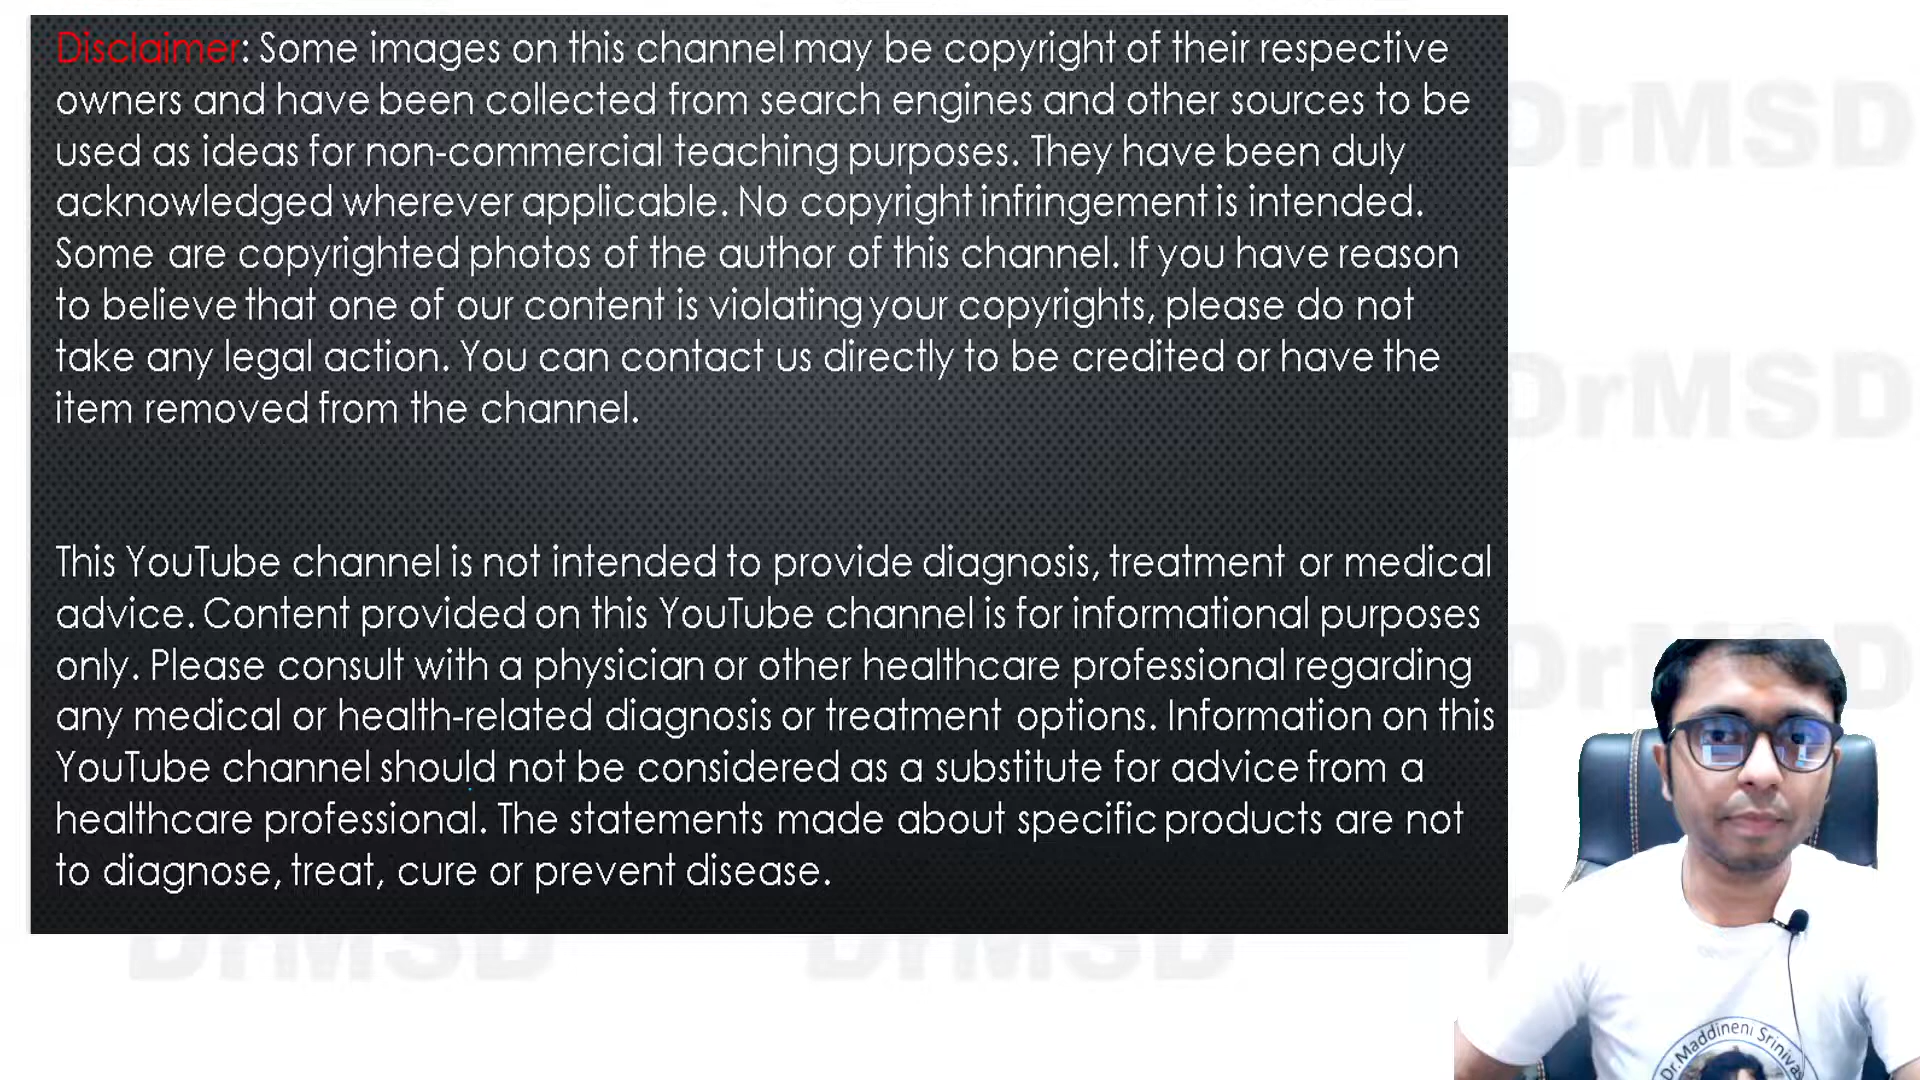 Disclaimer: Some images on this channel may be copyright of their respective
owners and have been collected from search engines and other sources to be
used as ideas for non-commercial teaching purposes. They have been duly
acknowledged wherever applicable. No copyright infringement is intended.
Some are copyrighted photos of the author of this channel. If you have reason
to believe that one of our content is violating your copyrights, please do not
take any legal action. You can contact us directly to be credited or have the
item removed from the channel.
This YouTube channel is not intended to provide diagnosis, treatment or medical
advice. Content provided on this YouTube channel is for informational purposes
only. Please consult with a physician or other healthcare professional regarding
any medical or health-related diagnosis or treatment options. Information on this
YouTube channel should not be considered as a substitute for advice from a
healthcare professional. The statements made about specific products are not
to diagnose, treat, cure or prevent disease.
DrMSD
DrMSD
DrMSD
DrMSD
DrMSD
Dr.Maddineni Srinivas